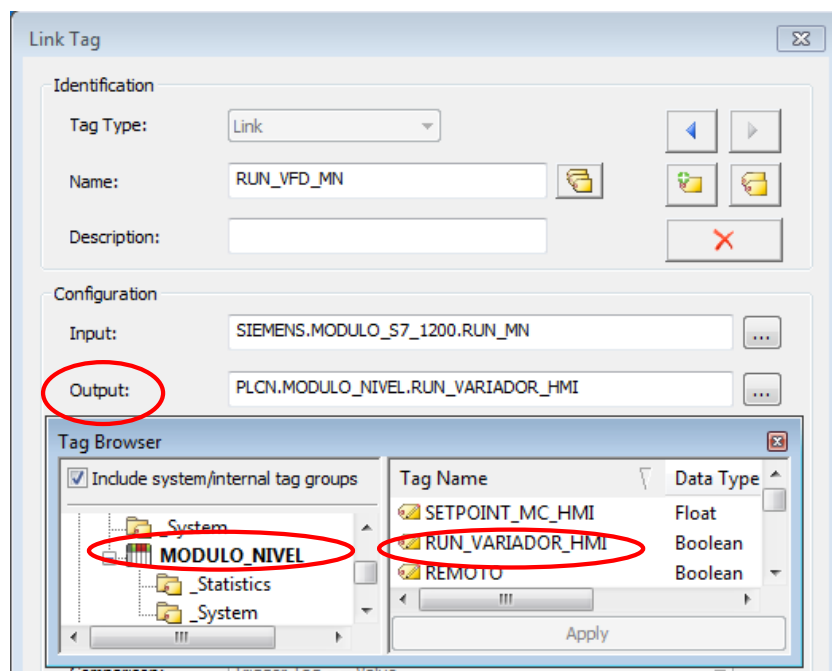 Link Tag
Identification
Tag Type: Link
Name: RUN_VFD_MN
Description:
Configuration
Input: SIEMENS.MODULO_S7_1200.RUN_MN
Output: PLCN.MODULO_NIVEL.RUN_VARIADOR_HMI
Tag Browser
Include system/internal tag groups
_System
MODULO_NIVEL
_Statistics
_System
Tag Name Data Type
SETPOINT_MC_HMI Float
RUN_VARIADOR_HMI Boolean
REMOTO Boolean
Apply